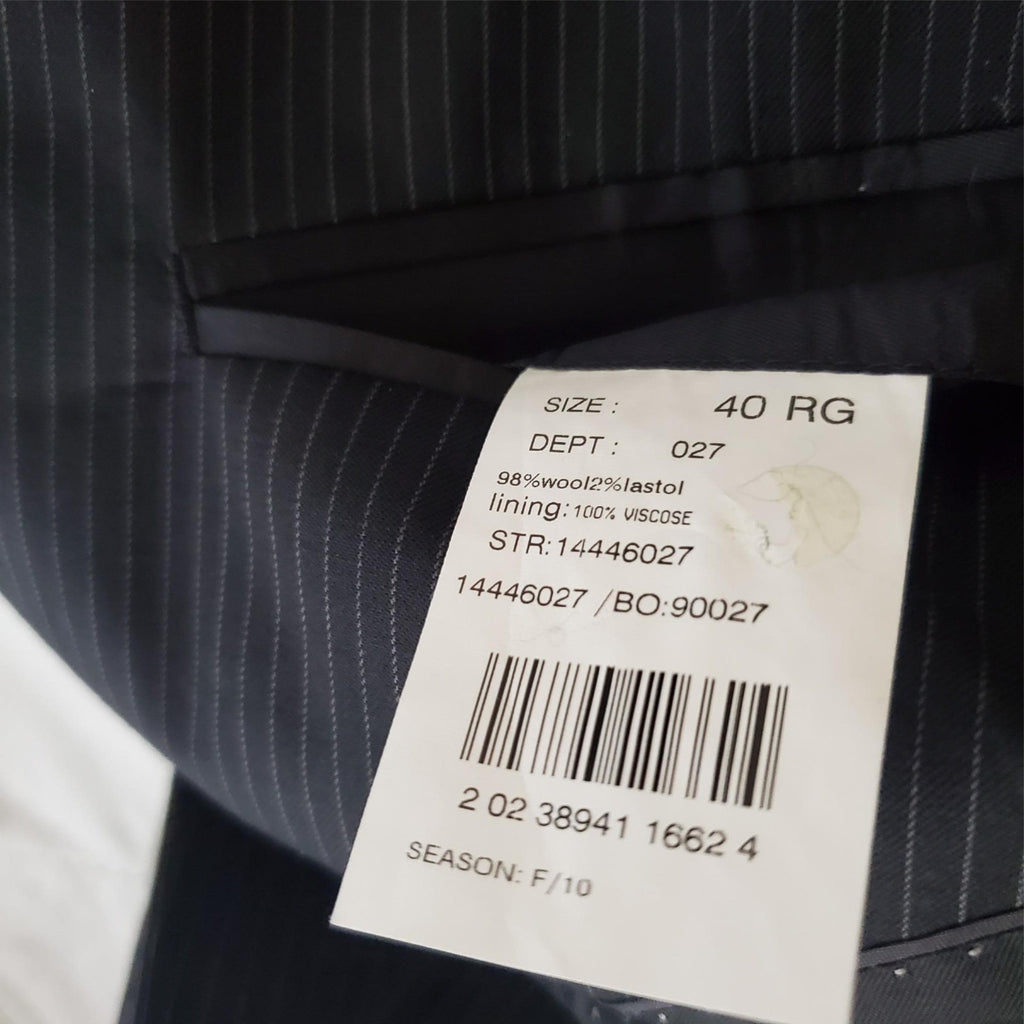 SIZE : 40 RG
DEPT : 027
98%wool2%lastol
lining: 100% VISCOSE
STR:14446027
14446027 /BO:90027
2 02 38941 1662 4
SEASON: F/10